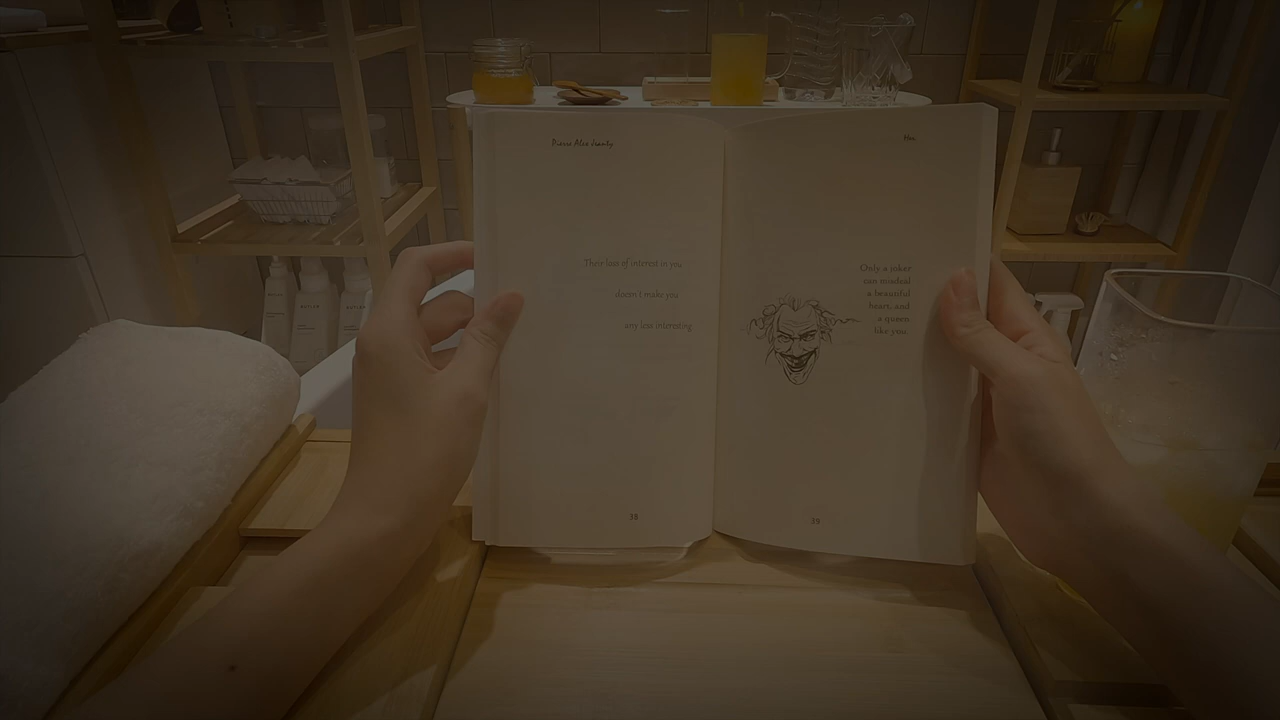 Pierre Alex Jeanty
Her
Their loss of interest in you
doesn't make you
any less interesting
Only a joker
can misdeal
a beautiful
heart, and
a queen
like you.
38
39